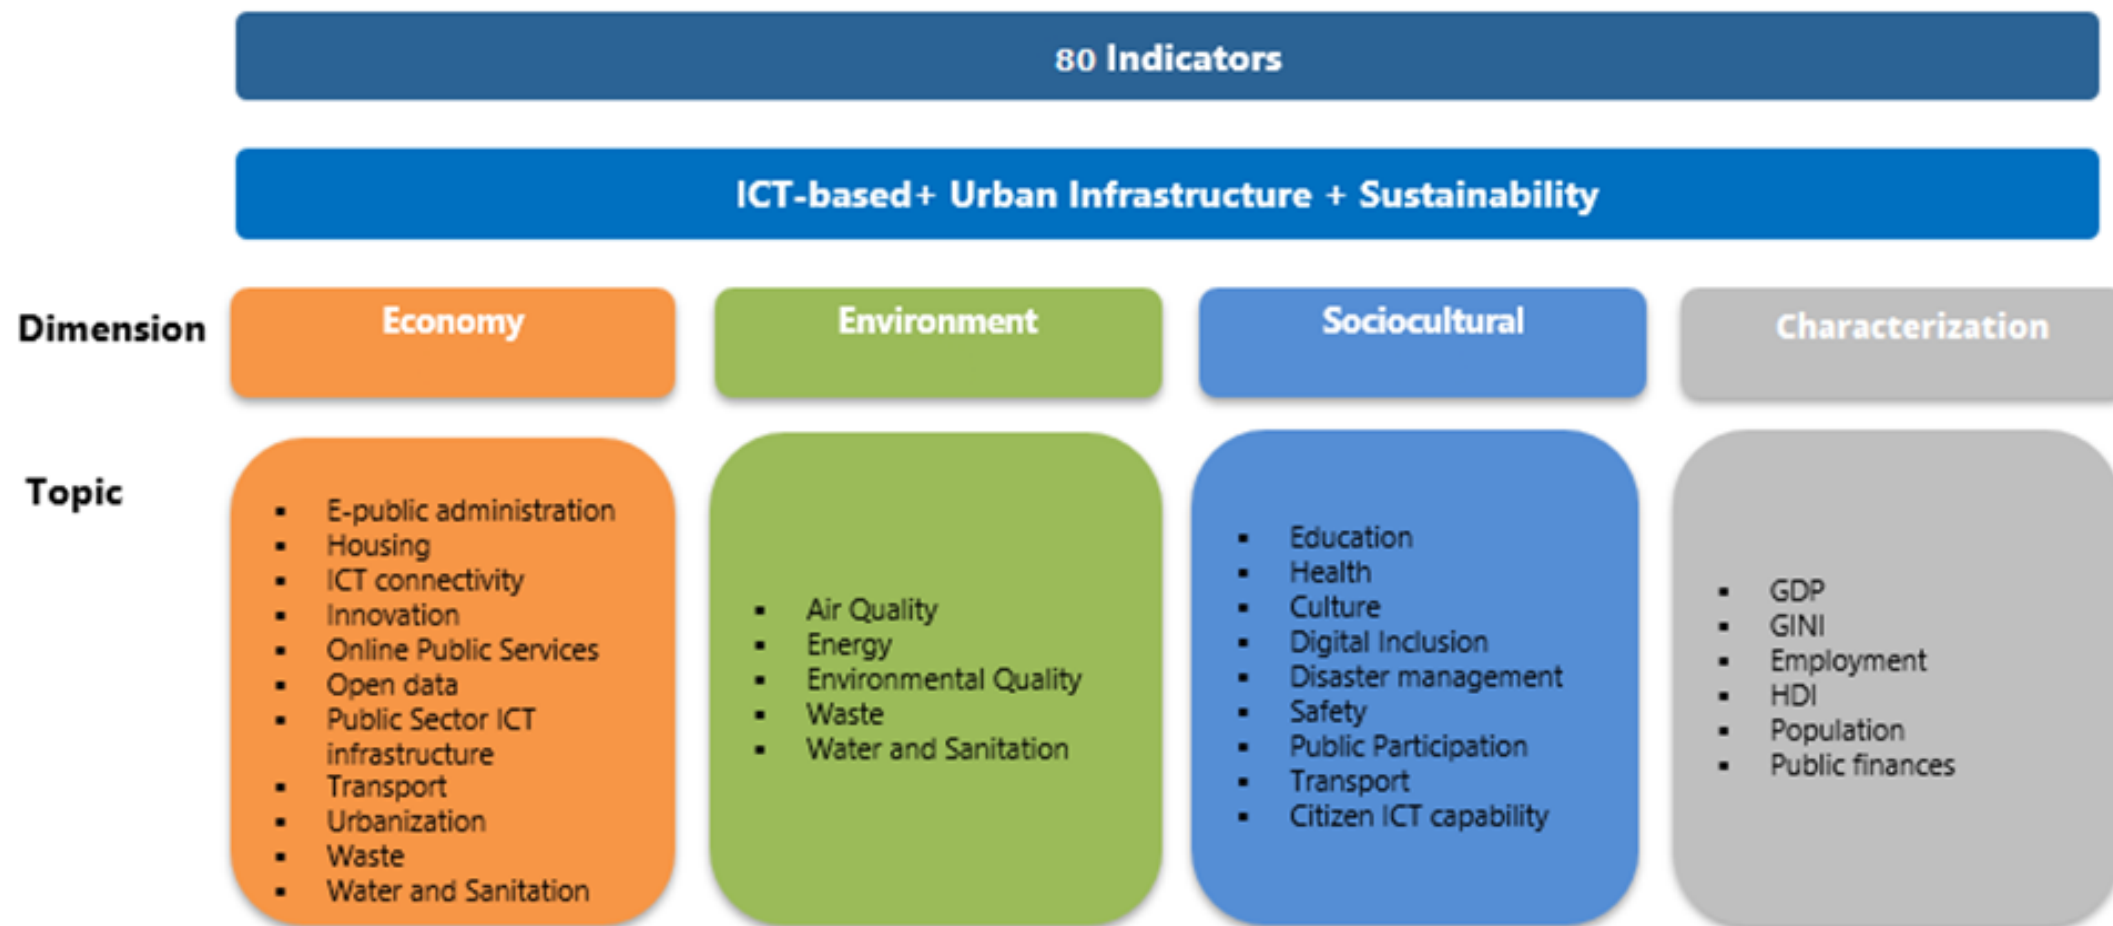 80 Indicators
ICT-based+ Urban Infrastructure + Sustainability
Dimension
Economy
Environment
Sociocultural
Characterization
Topic
▪ E-public administration
▪ Housing
▪ ICT connectivity
▪ Innovation
▪ Online Public Services
▪ Open data
▪ Public Sector ICT
infrastructure
▪ Transport
▪ Urbanization
▪ Waste
▪ Water and Sanitation
▪ Air Quality
▪ Energy
▪ Environmental Quality
▪ Waste
▪ Water and Sanitation
▪ Education
▪ Health
▪ Culture
▪ Digital Inclusion
▪ Disaster management
▪ Safety
▪ Public Participation
▪ Transport
▪ Citizen ICT capability
▪ GDP
▪ GINI
▪ Employment
▪ HDI
▪ Population
▪ Public finances